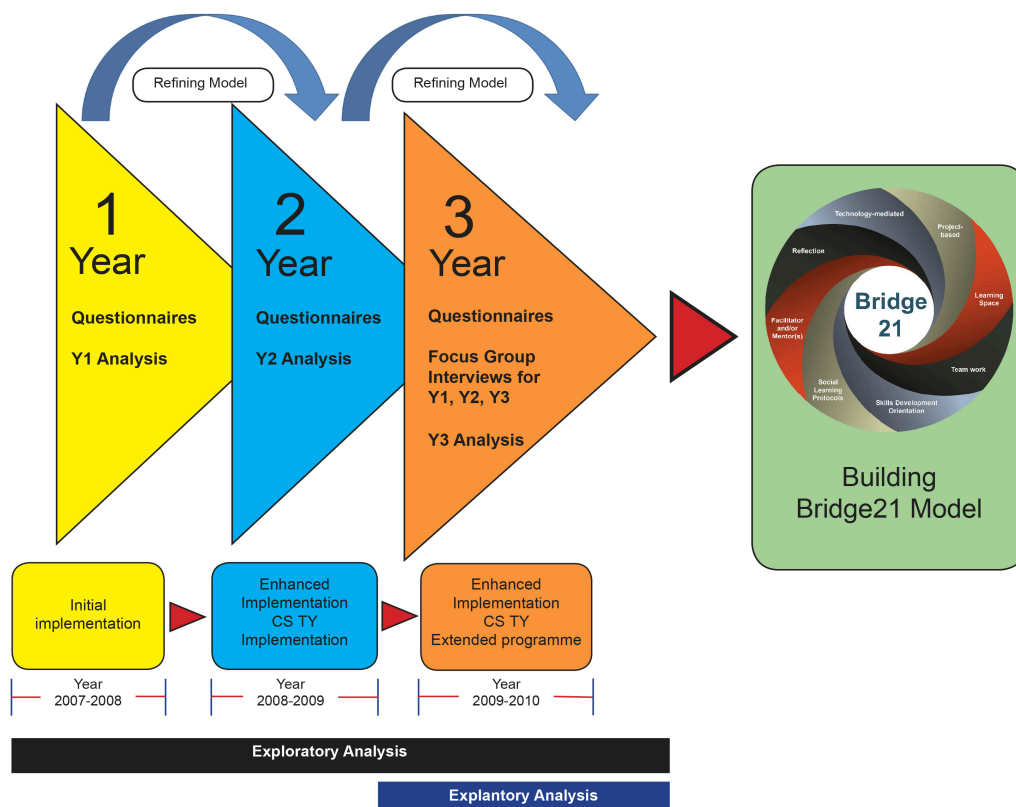 Refining Model
Refining Model
1
Year
Questionnaires
Y1 Analysis
2
Year
Questionnaires
Y2 Analysis
3
Year
Questionnaires
Focus Group
Interviews for
Y1, Y2, Y3
Y3 Analysis
Technology-mediated
Project-
based
Reflection
Learning
Space
Bridge
21
Facilitator
and/or
Mentor(s)
Team work
Social
Learning
Protocols
Skills Development
Orientation
Building
Bridge21 Model
Initial
implementation
Enhanced
Implementation
CS TY
Implementation
Enhanced
Implementation
CS TY
Extended programme
Year
2007-2008
Year
2008-2009
Year
2009-2010
Exploratory Analysis
Explantory Analysis